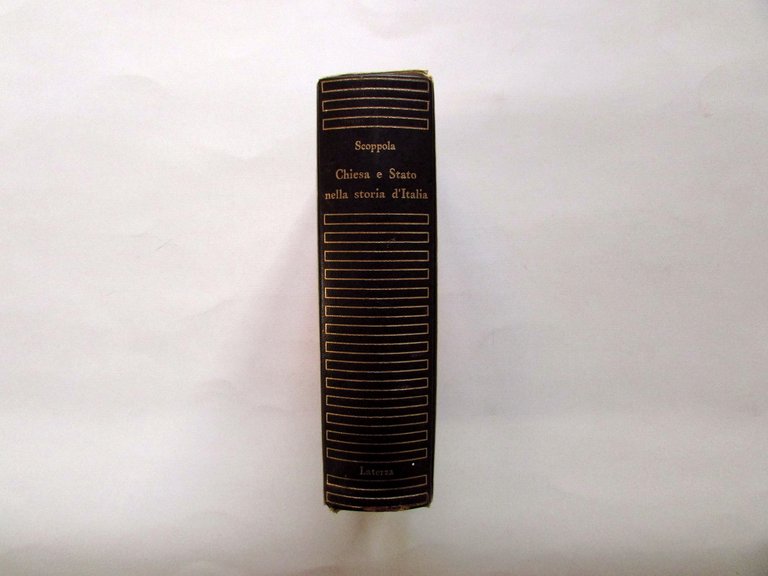 Scoppola
Chiesa e Stato
nella storia d'Italia
Laterza